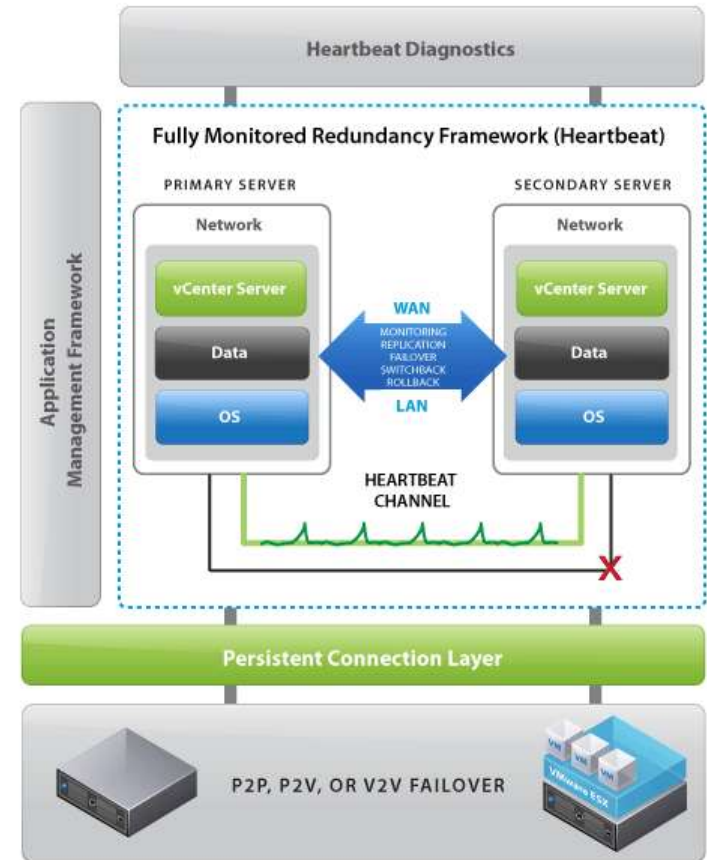 Heartbeat Diagnostics
Application
Management Framework
Fully Monitored Redundancy Framework (Heartbeat)
PRIMARY SERVER
SECONDARY SERVER
Network
Network
vCenter Server
Data
OS
WAN
MONITORING
REPLICATION
FAILOVER
SWITCHBACK
ROLLBACK
LAN
vCenter Server
Data
OS
HEARTBEAT
CHANNEL
X
Persistent Connection Layer
P2P, P2V, OR V2V FAILOVER
VM
VM
VM
VMware ESX